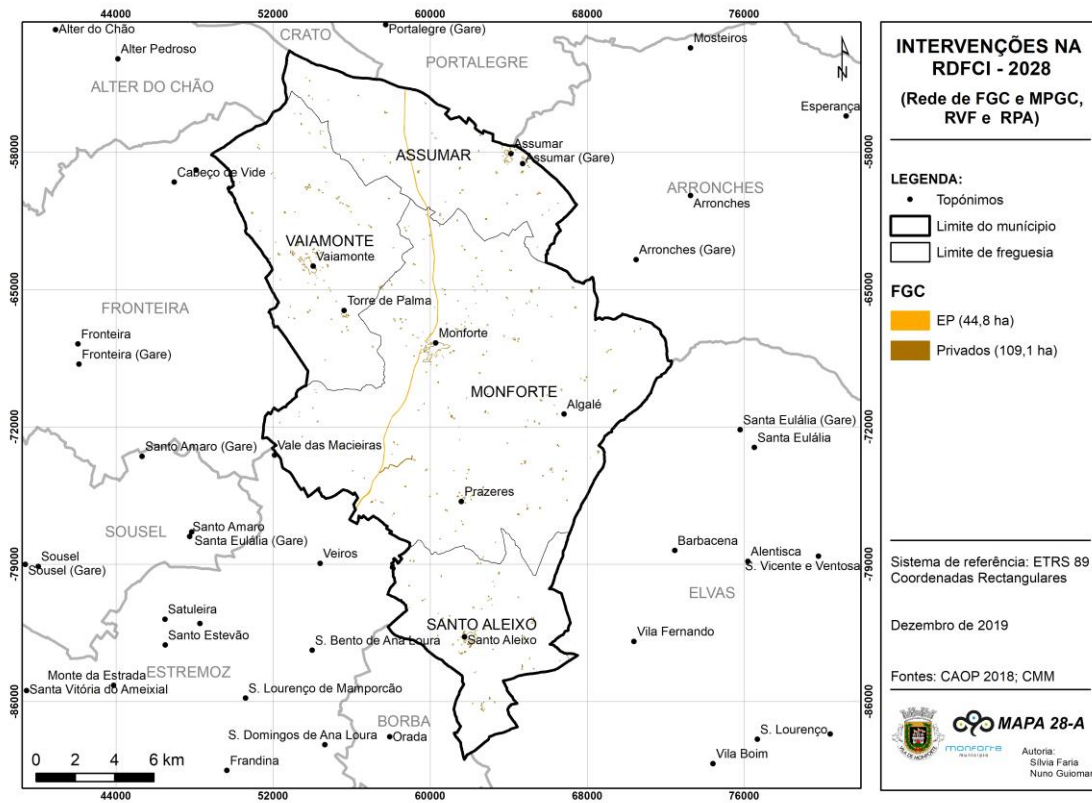 44000 52000 60000 68000 76000
Alter do Chão
CRATO
Portalegre (Gare)
Mosteiros
Alter Pedroso
PORTALEGRE
N
ALTER DO CHÃO
Esperança
-58000
-58000
Assumar
ASSUMAR
Assumar (Gare)
Cabeço de Vide
ARRONCHES
Arronches
VAIAMONTE
Vaiamonte
Arronches (Gare)
-65000
-65000
FRONTEIRA
Torre de Palma
Fronteira
Monforte
Fronteira (Gare)
MONFORTE
Algalé
-72000
-72000
Santa Eulália (Gare)
Santo Amaro (Gare)
Vale das Macieiras
Santa Eulália
Prazeres
SOUSEL
Santo Amaro
Santa Eulália (Gare)
Sousel
Sousel (Gare)
Veiros
Barbacena
Alentisca
S. Vicente e Ventosa
-79000
-79000
ELVAS
Satuleira
SANTO ALEIXO
Santo Aleixo
Santo Estevão
S. Bento de Ana Loura
Vila Fernando
Monte da Estrada
ESTREMOZ
Santa Vitória do Ameixial
S. Lourenço de Mamporcão
-86000
-86000
BORBA
Orada
S. Domingos de Ana Loura
S. Lourenço
Vila Boim
Frandina
0 2 4 6 km
44000 52000 60000 68000 76000
INTERVENÇÕES NA
RDFCI - 2028
(Rede de FGC e MPGC,
RVF e RPA)
LEGENDA:
Topónimos
Limite do munícipio
Limite de freguesia
FGC
EP (44,8 ha)
Privados (109,1 ha)
Sistema de referência: ETRS 89
Coordenadas Rectangulares
Dezembro de 2019
Fontes: CAOP 2018; CMM
VILA DE MONFORTE
monforte
município
MAPA 28-A
Autoria:
Sílvia Faria
Nuno Guiomar